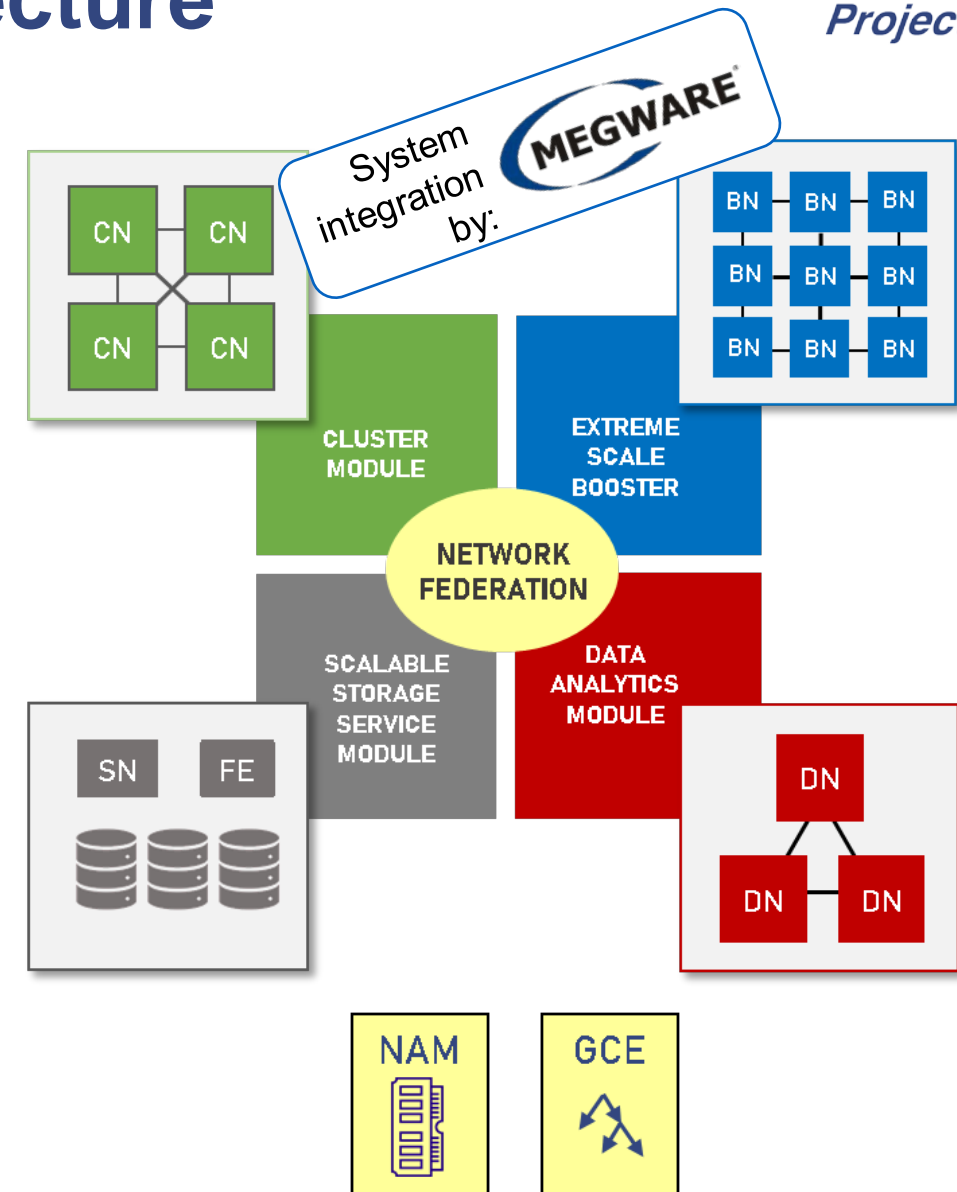 ecture
Projec
System
integration
by:
MEGWARE®
CN CN
CN CN
BN BN BN
BN BN BN
BN BN BN
CLUSTER
MODULE
EXTREME
SCALE
BOOSTER
NETWORK
FEDERATION
SCALABLE
STORAGE
SERVICE
MODULE
DATA
ANALYTICS
MODULE
SN FE
DN
DN DN
NAM
GCE